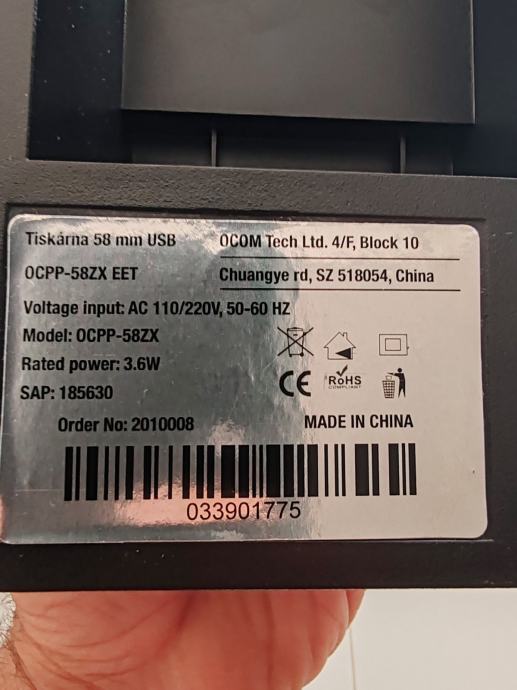 Tiskárna 58 mm USB
OCOM Tech Ltd. 4/F, Block 10
OCPP-58ZX EET
Chuangye rd, SZ 518054, China
Voltage input: AC 110/220V, 50-60 HZ
Model: OCPP-58ZX
Rated power: 3.6W
SAP: 185630
CE
RoHS
COMPLIANT
Order No: 2010008
MADE IN CHINA
033901775